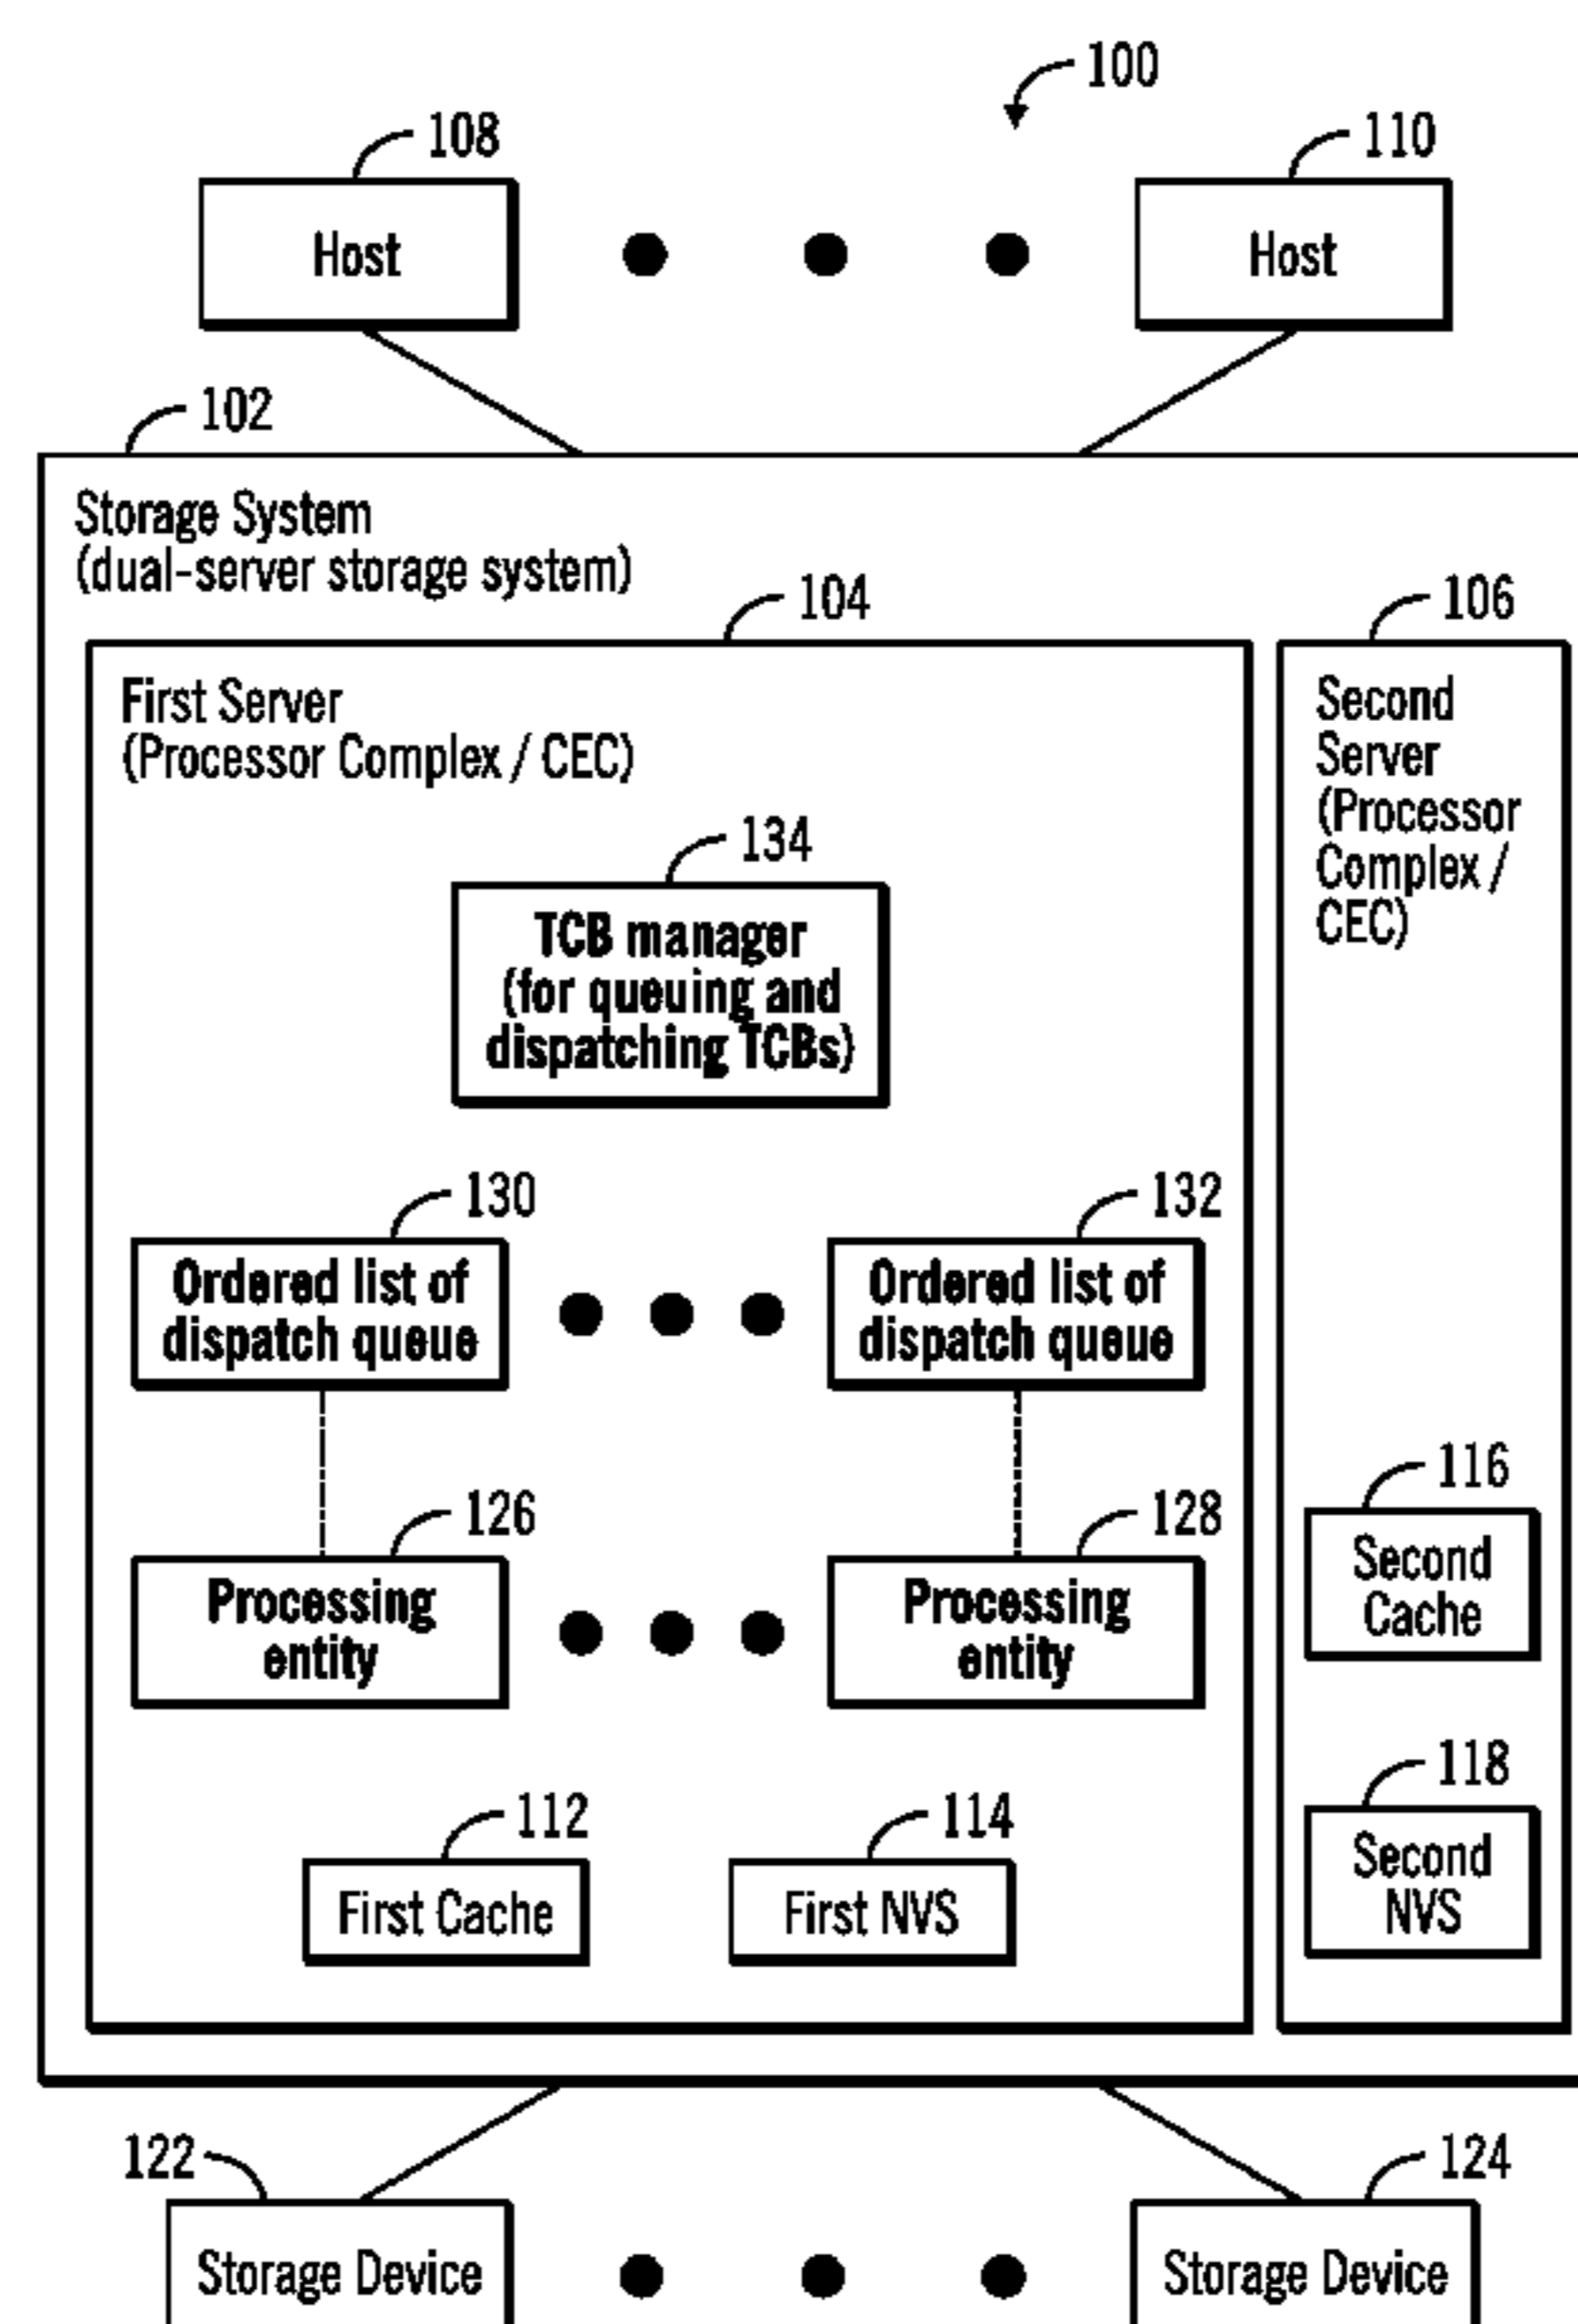 100
108
110
Host
Host
102
Storage System
(dual-server storage system)
104
106
First Server
(Processor Complex / CEC)
Second
Server
(Processor
Complex /
CEC)
134
TCB manager
(for queuing and
dispatching TCBs)
130
132
Ordered list of
dispatch queue
Ordered list of
dispatch queue
126
128
Processing
entity
Processing
entity
116
Second
Cache
118
Second
NVS
112
114
First Cache
First NVS
122
124
Storage Device
Storage Device